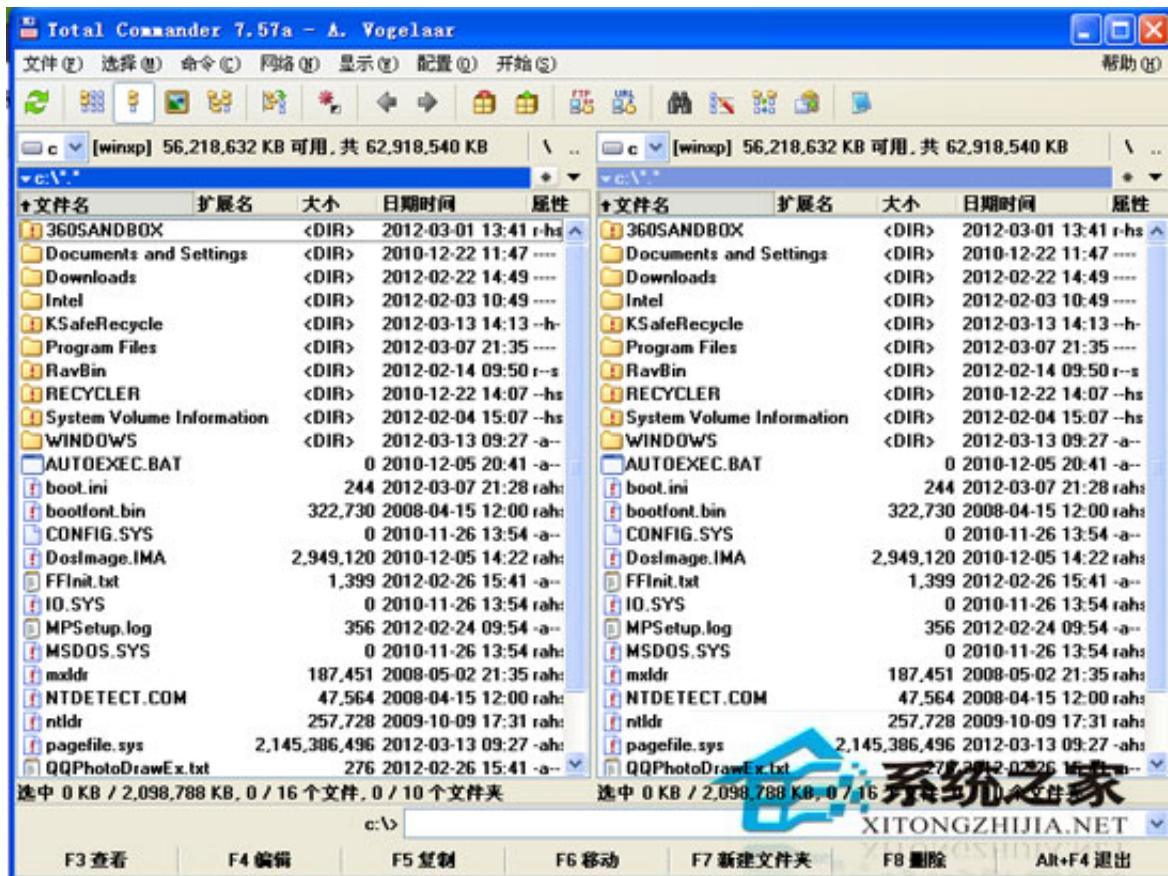 Total Commander 7.57a - A. Vogelaar
文件(F) 选择(M) 命令(C) 网络(N) 显示(Y) 配置(O) 开始(S) 帮助(H)
c [winxp] 56,218,632 KB 可用,共 62,918,540 KB \ .. c [winxp] 56,218,632 KB 可用,共 62,918,540 KB \ ..
c:\*.* * c:\*.* *
文件名 扩展名 大小 日期时间 属性 文件名 扩展名 大小 日期时间 属性
360SANDBOX <DIR> 2012-03-01 13:41 r-hs 360SANDBOX <DIR> 2012-03-01 13:41 r-hs
Documents and Settings <DIR> 2010-12-22 11:47 ---- Documents and Settings <DIR> 2010-12-22 11:47 ----
Downloads <DIR> 2012-02-22 14:49 ---- Downloads <DIR> 2012-02-22 14:49 ----
Intel <DIR> 2012-02-03 10:49 ---- Intel <DIR> 2012-02-03 10:49 ----
KSafeRecycle <DIR> 2012-03-13 14:13 --h- KSafeRecycle <DIR> 2012-03-13 14:13 --h-
Program Files <DIR> 2012-03-07 21:35 ---- Program Files <DIR> 2012-03-07 21:35 ----
RavBin <DIR> 2012-02-14 09:50 r--s RavBin <DIR> 2012-02-14 09:50 r--s
RECYCLER <DIR> 2010-12-22 14:07 --hs RECYCLER <DIR> 2010-12-22 14:07 --hs
System Volume Information <DIR> 2012-02-04 15:07 --hs System Volume Information <DIR> 2012-02-04 15:07 --hs
WINDOWS <DIR> 2012-03-13 09:27 -a-- WINDOWS <DIR> 2012-03-13 09:27 -a--
AUTOEXEC.BAT 0 2010-12-05 20:41 -a-- AUTOEXEC.BAT 0 2010-12-05 20:41 -a--
boot.ini 244 2012-03-07 21:28 rahs boot.ini 244 2012-03-07 21:28 rahs
bootfont.bin 322,730 2008-04-15 12:00 rahs bootfont.bin 322,730 2008-04-15 12:00 rahs
CONFIG.SYS 0 2010-11-26 13:54 -a-- CONFIG.SYS 0 2010-11-26 13:54 -a--
DosImage.IMA 2,949,120 2010-12-05 14:22 rahs DosImage.IMA 2,949,120 2010-12-05 14:22 rahs
FFInit.txt 1,399 2012-02-26 15:41 -a-- FFInit.txt 1,399 2012-02-26 15:41 -a--
IO.SYS 0 2010-11-26 13:54 rahs IO.SYS 0 2010-11-26 13:54 rahs
MPSetup.log 356 2012-02-24 09:54 -a-- MPSetup.log 356 2012-02-24 09:54 -a--
MSDOS.SYS 0 2010-11-26 13:54 rahs MSDOS.SYS 0 2010-11-26 13:54 rahs
mxldr 187,451 2008-05-02 21:35 rahs mxldr 187,451 2008-05-02 21:35 rahs
NTDETECT.COM 47,564 2008-04-15 12:00 rahs NTDETECT.COM 47,564 2008-04-15 12:00 rahs
ntldr 257,728 2009-10-09 17:31 rahs ntldr 257,728 2009-10-09 17:31 rahs
pagefile.sys 2,145,386,496 2012-03-13 09:27 -ahs pagefile.sys 2,145,386,496 2012-03-13 09:27 -ahs
QQPhotoDrawEx.txt 276 2012-02-26 15:41 -a-- QQPhotoDrawEx.txt
选中 0 KB / 2,098,788 KB, 0 / 16 个文件, 0 / 10 个文件夹 选中 0 KB / 2,098,788 KB, 0 / 16
系统之家
c:\>
XITONGZHIJIA.NET
F3 查看 F4 编辑 F5 复制 F6 移动 F7 新建文件夹 F8 删除 Alt+F4 退出